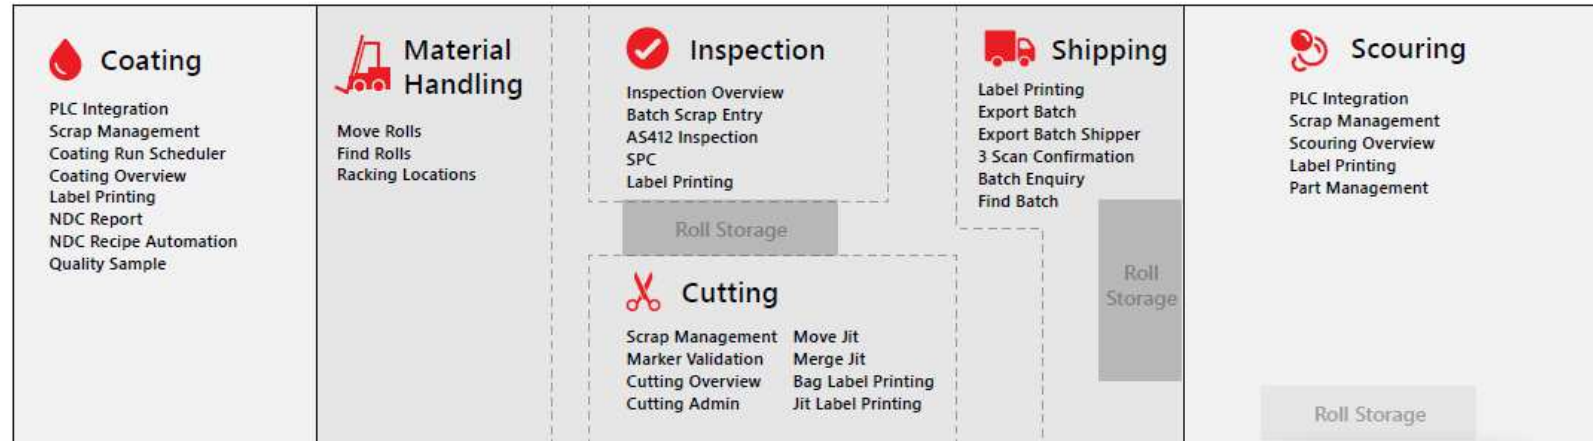 Coating
PLC Integration
Scrap Management
Coating Run Scheduler
Coating Overview
Label Printing
NDC Report
NDC Recipe Automation
Quality Sample
Material
Handling
Move Rolls
Find Rolls
Racking Locations
Inspection
Inspection Overview
Batch Scrap Entry
AS412 Inspection
SPC
Label Printing
Roll Storage
Cutting
Scrap Management
Marker Validation
Cutting Overview
Cutting Admin
Move Jit
Merge Jit
Bag Label Printing
Jit Label Printing
Shipping
Label Printing
Export Batch
Export Batch Shipper
3 Scan Confirmation
Batch Enquiry
Find Batch
Roll
Storage
Scouring
PLC Integration
Scrap Management
Scouring Overview
Label Printing
Part Management
Roll Storage